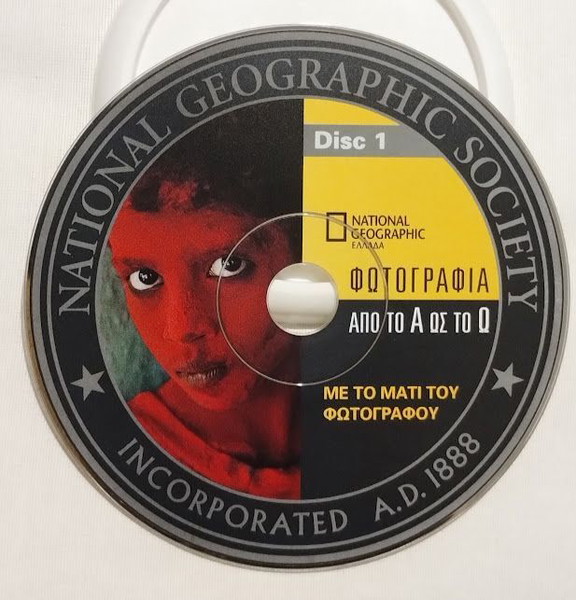 NATIONAL GEOGRAPHIC SOCIETY
Disc 1
NATIONAL
GEOGRAPHIC
ΕΛΛΑΔΑ
ΦΩΤΟΓΡΑΦΙΑ
ΑΠΟ ΤΟ Α ΩΣ ΤΟ Ω
ΜΕ ΤΟ ΜΑΤΙ ΤΟΥ
ΦΩΤΟΓΡΑΦΟΥ
INCORPORATED A.D. 1888